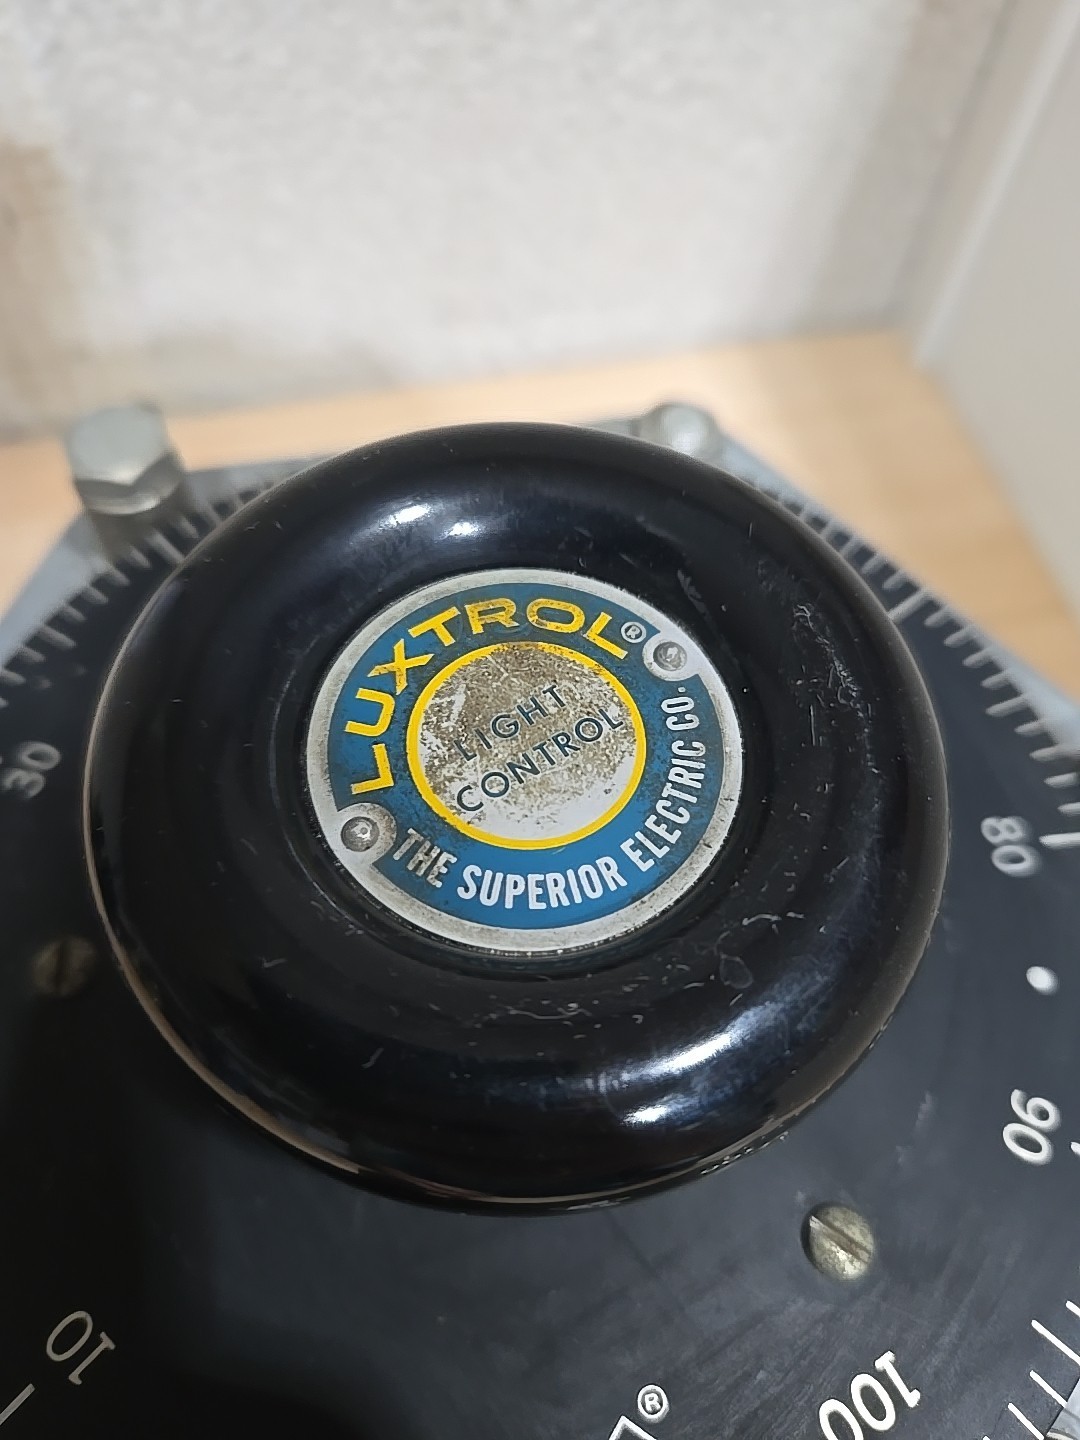 LUXTROL®
LIGHT
CONTROL
THE SUPERIOR ELECTRIC CO.
30
80
90
10
100
L®